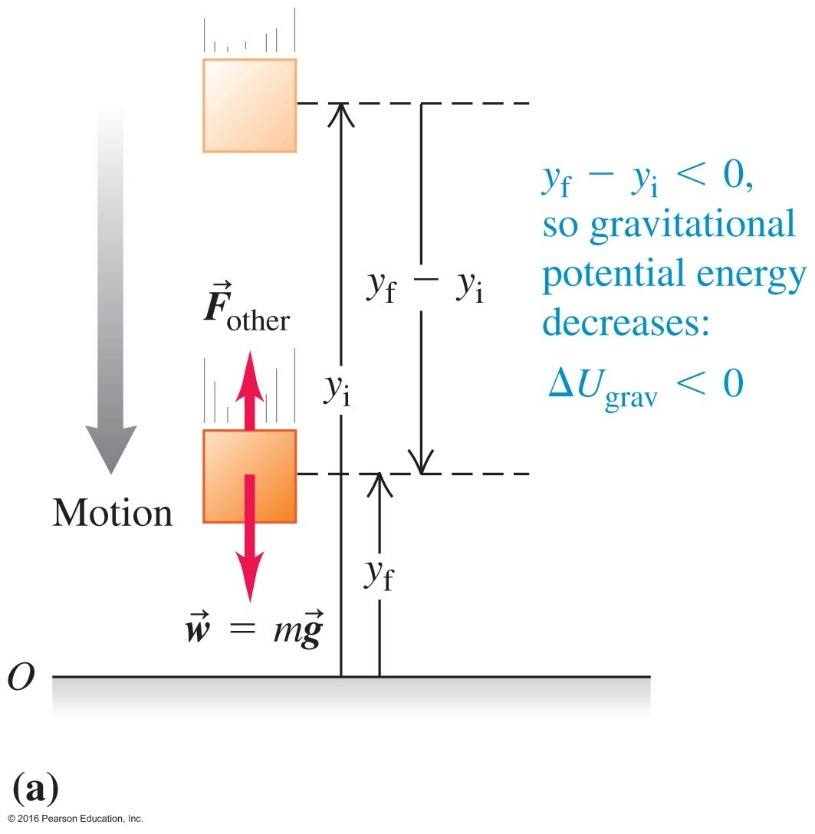 y_f − y_i < 0,
so gravitational
potential energy
decreases:
ΔU_grav < 0
y_f − y_i
F⃗_other
y_i
Motion
y_f
w⃗ = mg⃗
O
(a)
© 2016 Pearson Education, Inc.